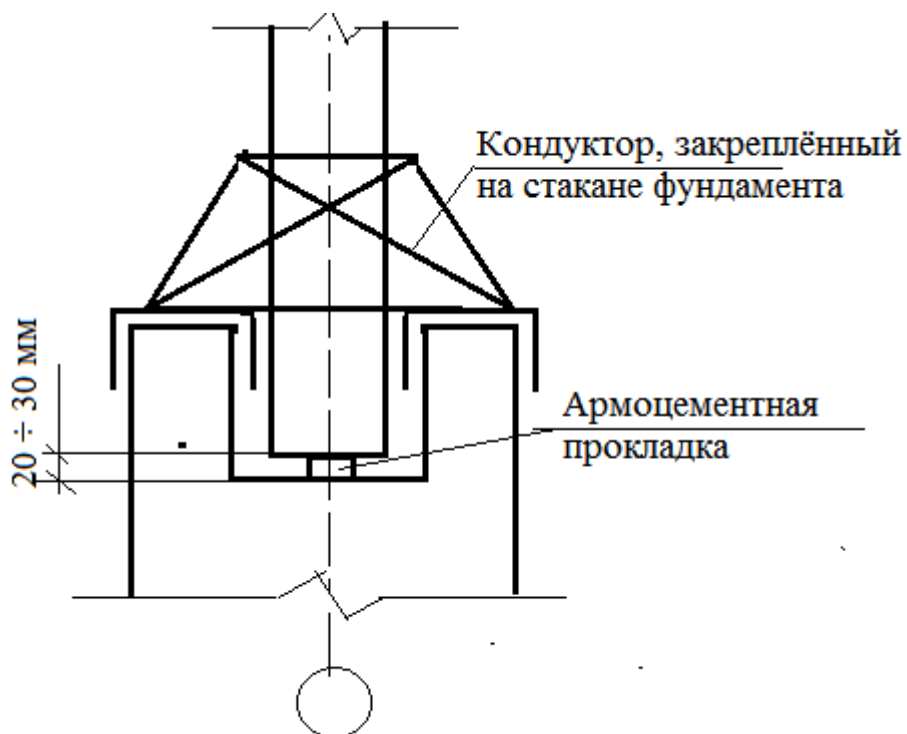 Кондуктор, закреплённый
на стакане фундамента
20 ÷ 30 мм
Армоцементная
прокладка